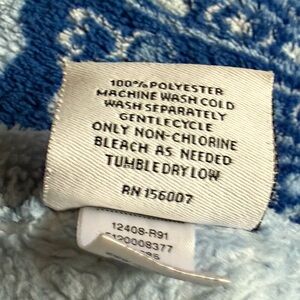 100% POLYESTER
MACHINE WASH COLD
WASH SEPARATELY
GENTLE CYCLE
ONLY NON-CHLORINE
BLEACH AS NEEDED
TUMBLE DRY LOW
RN 156007
12408-R91
5120008377